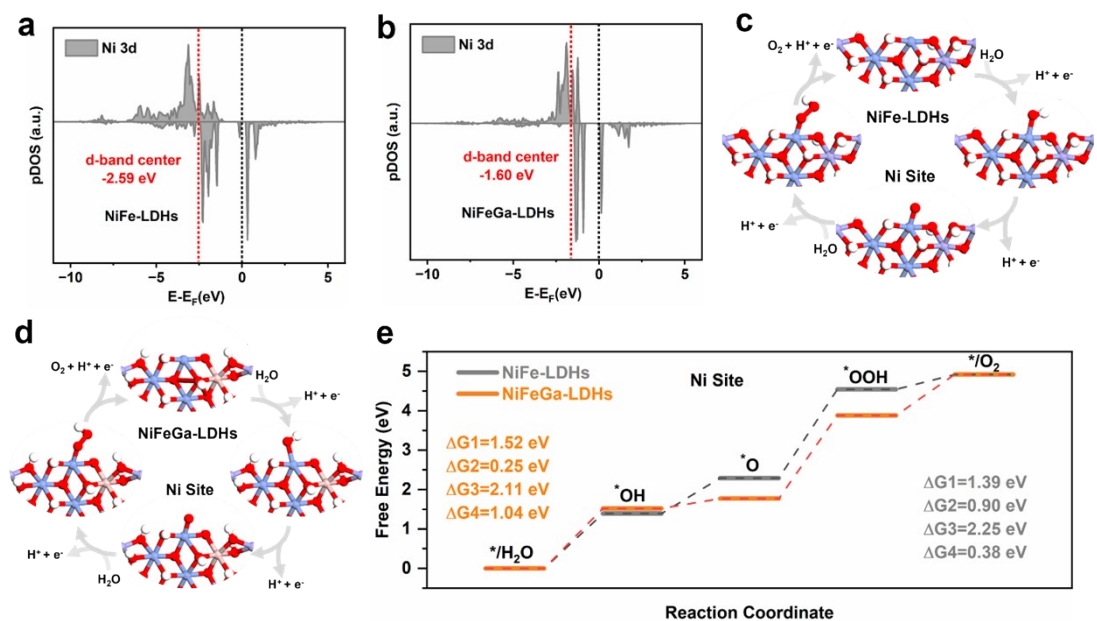 a
Ni 3d
pDOS (a.u.)
d-band center
-2.59 eV
NiFe-LDHs
−10
−5
0
5
E-EF(eV)
b
Ni 3d
pDOS (a.u.)
d-band center
-1.60 eV
NiFeGa-LDHs
−10
−5
0
5
E-EF(eV)
c
O2 + H+ + e-
H2O
H+ + e-
NiFe-LDHs
Ni Site
H+ + e-
H2O
H+ + e-
d
O2 + H+ + e-
H2O
H+ + e-
NiFeGa-LDHs
Ni Site
H+ + e-
H2O
H+ + e-
e
Free Energy (eV)
5
4
3
2
1
0
NiFe-LDHs
NiFeGa-LDHs
Ni Site
ΔG1=1.52 eV
ΔG2=0.25 eV
ΔG3=2.11 eV
ΔG4=1.04 eV
*/H2O
*OH
*O
*OOH
*/O2
ΔG1=1.39 eV
ΔG2=0.90 eV
ΔG3=2.25 eV
ΔG4=0.38 eV
Reaction Coordinate